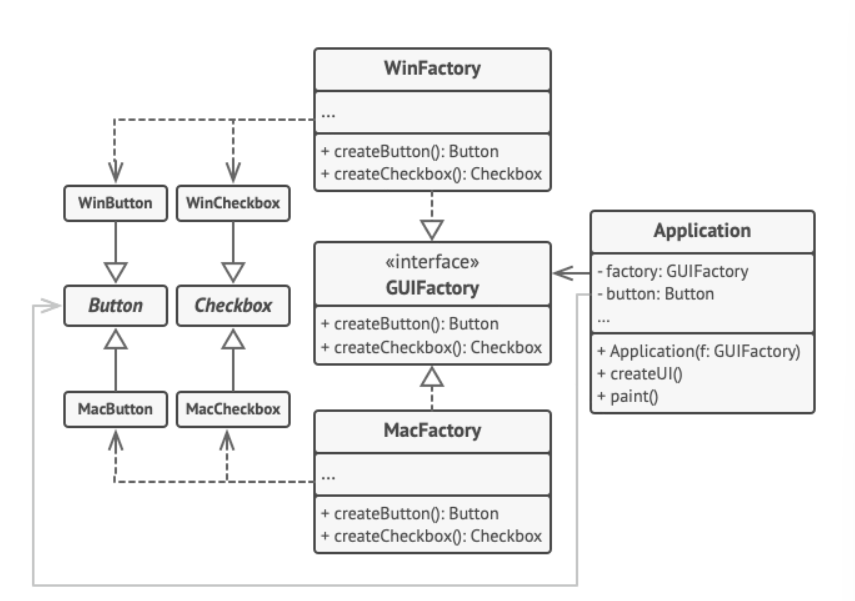 WinFactory
...
+ createButton(): Button
+ createCheckbox(): Checkbox
WinButton
WinCheckbox
Button
Checkbox
MacButton
MacCheckbox
«interface»
GUIFactory
+ createButton(): Button
+ createCheckbox(): Checkbox
Application
- factory: GUIFactory
- button: Button
...
+ Application(f: GUIFactory)
+ createUI()
+ paint()
MacFactory
...
+ createButton(): Button
+ createCheckbox(): Checkbox